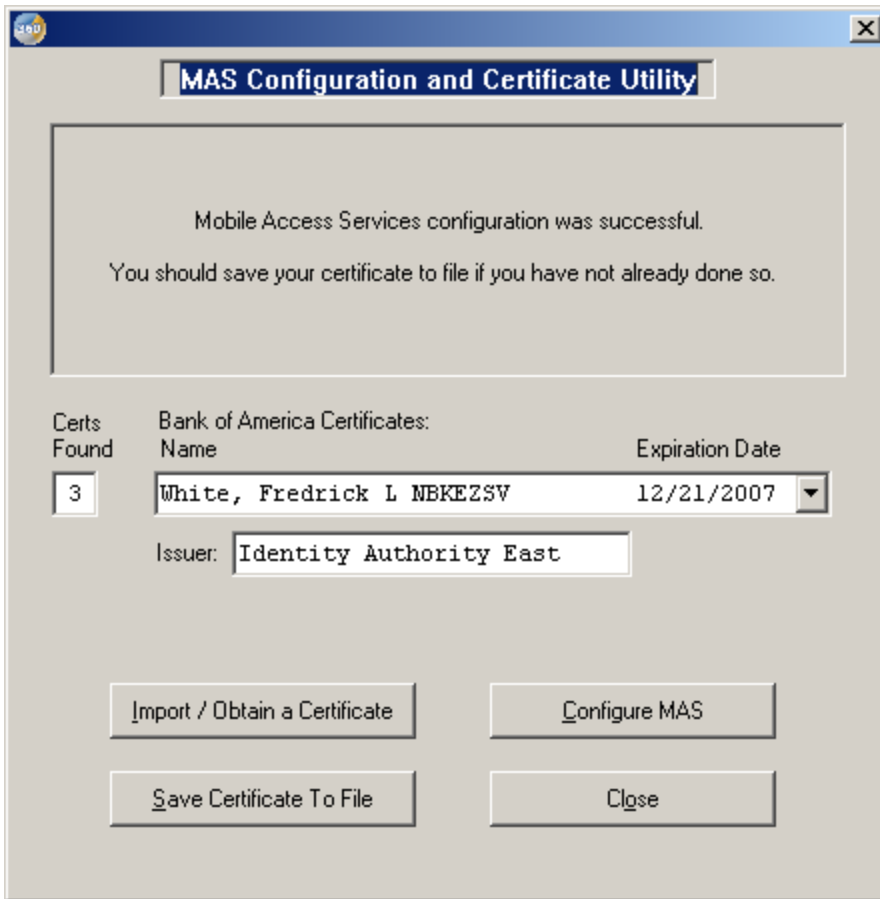 360
MAS Configuration and Certificate Utility
Mobile Access Services configuration was successful.
You should save your certificate to file if you have not already done so.
Certs Found
Bank of America Certificates:
Name Expiration Date
3
White, Fredrick L NBKEZSV 12/21/2007
Issuer: Identity Authority East
Import / Obtain a Certificate
Configure MAS
Save Certificate To File
Close